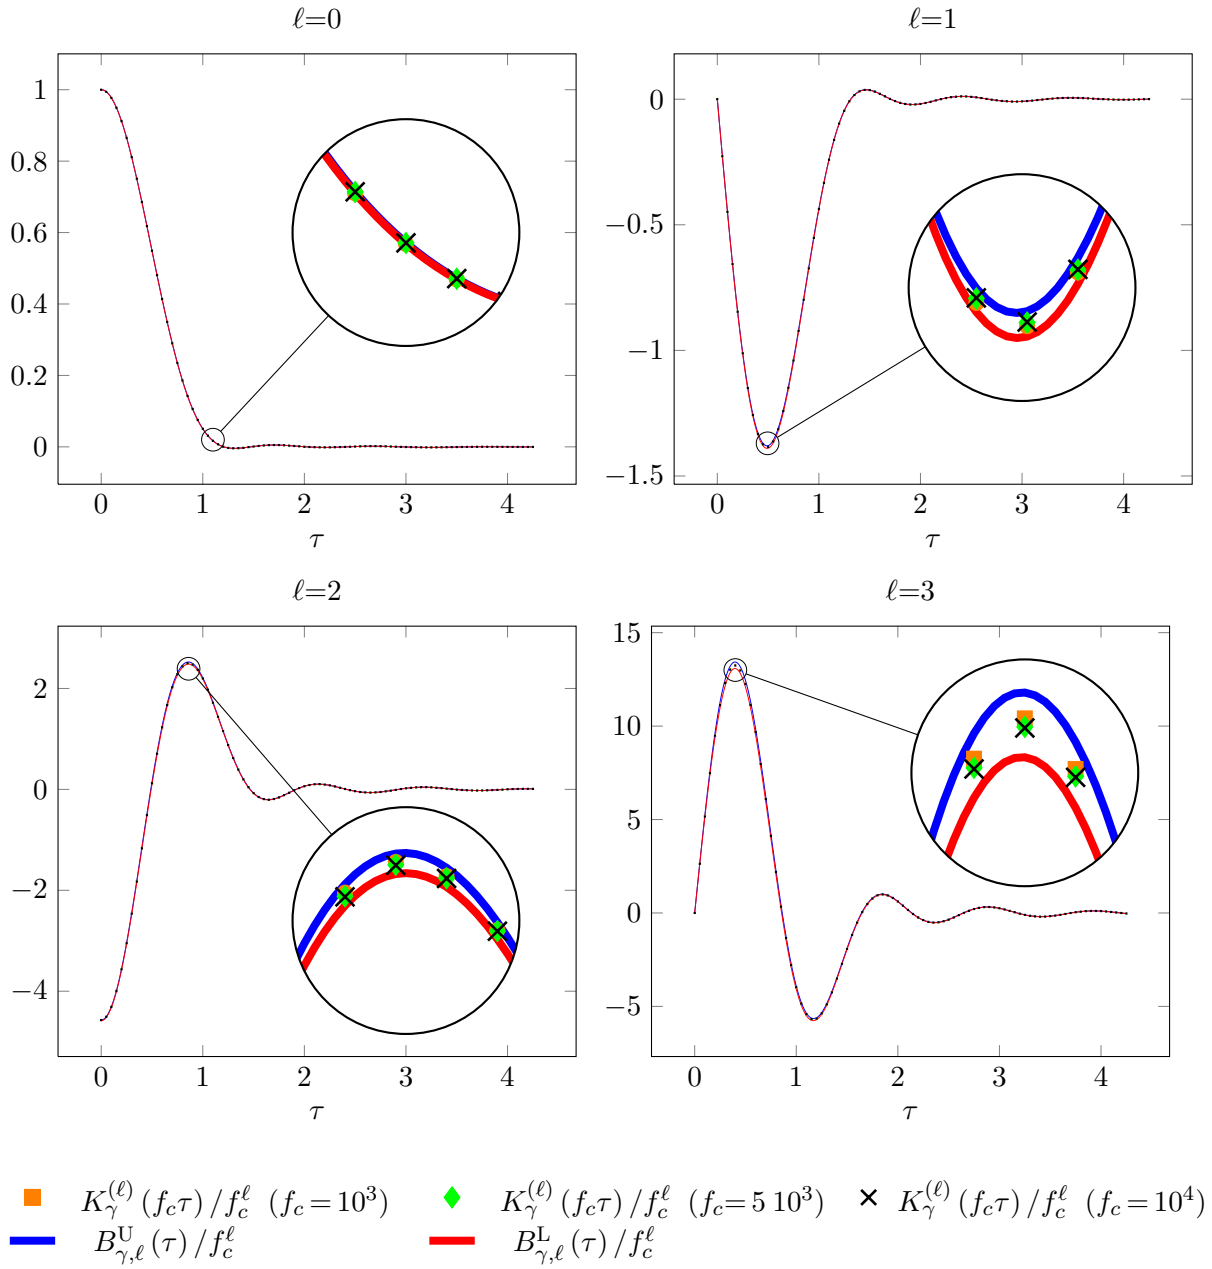 ℓ=0
1
0.8
0.6
0.4
0.2
0
0 1 2 3 4
τ
ℓ=1
0
−0.5
−1
−1.5
0 1 2 3 4
τ
ℓ=2
2
0
−2
−4
0 1 2 3 4
τ
ℓ=3
15
10
5
0
−5
0 1 2 3 4
τ
K_γ^(ℓ) (f_c τ) / f_c^ℓ (f_c = 10^3) K_γ^(ℓ) (f_c τ) / f_c^ℓ (f_c = 5 10^3) K_γ^(ℓ) (f_c τ) / f_c^ℓ (f_c = 10^4)
B_{γ,ℓ}^U (τ) / f_c^ℓ B_{γ,ℓ}^L (τ) / f_c^ℓ